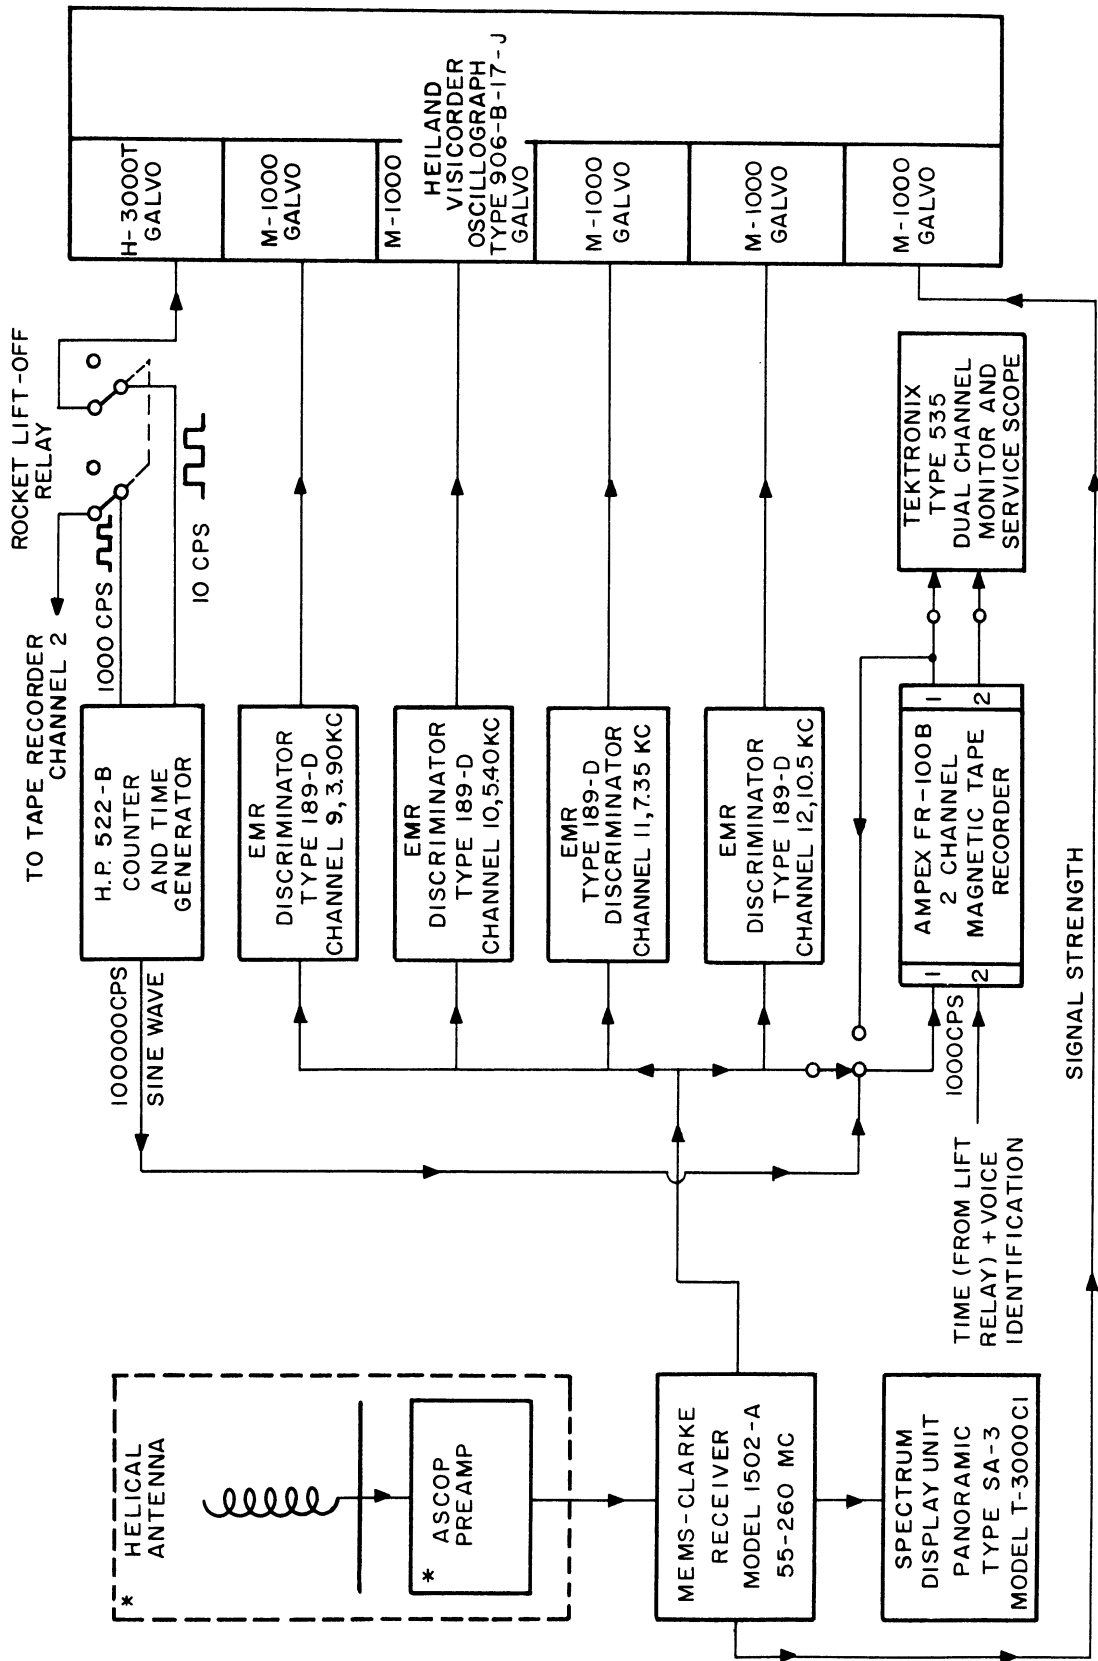 *
HELICAL
ANTENNA
*
ASCOP
PREAMP
MEMS-CLARKE
RECEIVER
MODEL 1502-A
55-260 MC
SPECTRUM
DISPLAY UNIT
PANORAMIC
TYPE SA-3
MODEL T-3000C1
TO TAPE RECORDER
CHANNEL 2
ROCKET LIFT-OFF
RELAY
100000CPS
SINE WAVE
H.P. 522-B
COUNTER
AND TIME
GENERATOR
1000 CPS
10 CPS
EMR
DISCRIMINATOR
TYPE 189-D
CHANNEL 9, 3.90KC
EMR
DISCRIMINATOR
TYPE 189-D
CHANNEL 10, 5.40KC
EMR
TYPE 189-D
DISCRIMINATOR
CHANNEL 11, 7.35 KC
EMR
DISCRIMINATOR
TYPE 189-D
CHANNEL 12, 10.5 KC
TIME (FROM LIFT
RELAY) + VOICE
IDENTIFICATION
1000CPS
1
2
AMPEX FR-100B
2 CHANNEL
MAGNETIC TAPE
RECORDER
1
2
TEKTRONIX
TYPE 535
DUAL CHANNEL
MONITOR AND
SERVICE SCOPE
SIGNAL STRENGTH
H-3000T
GALVO
M-1000
GALVO
M-1000
GALVO
HEILAND
VISICORDER
OSCILLOGRAPH
TYPE 906-B-17-J
M-1000
GALVO
M-1000
GALVO
M-1000
GALVO